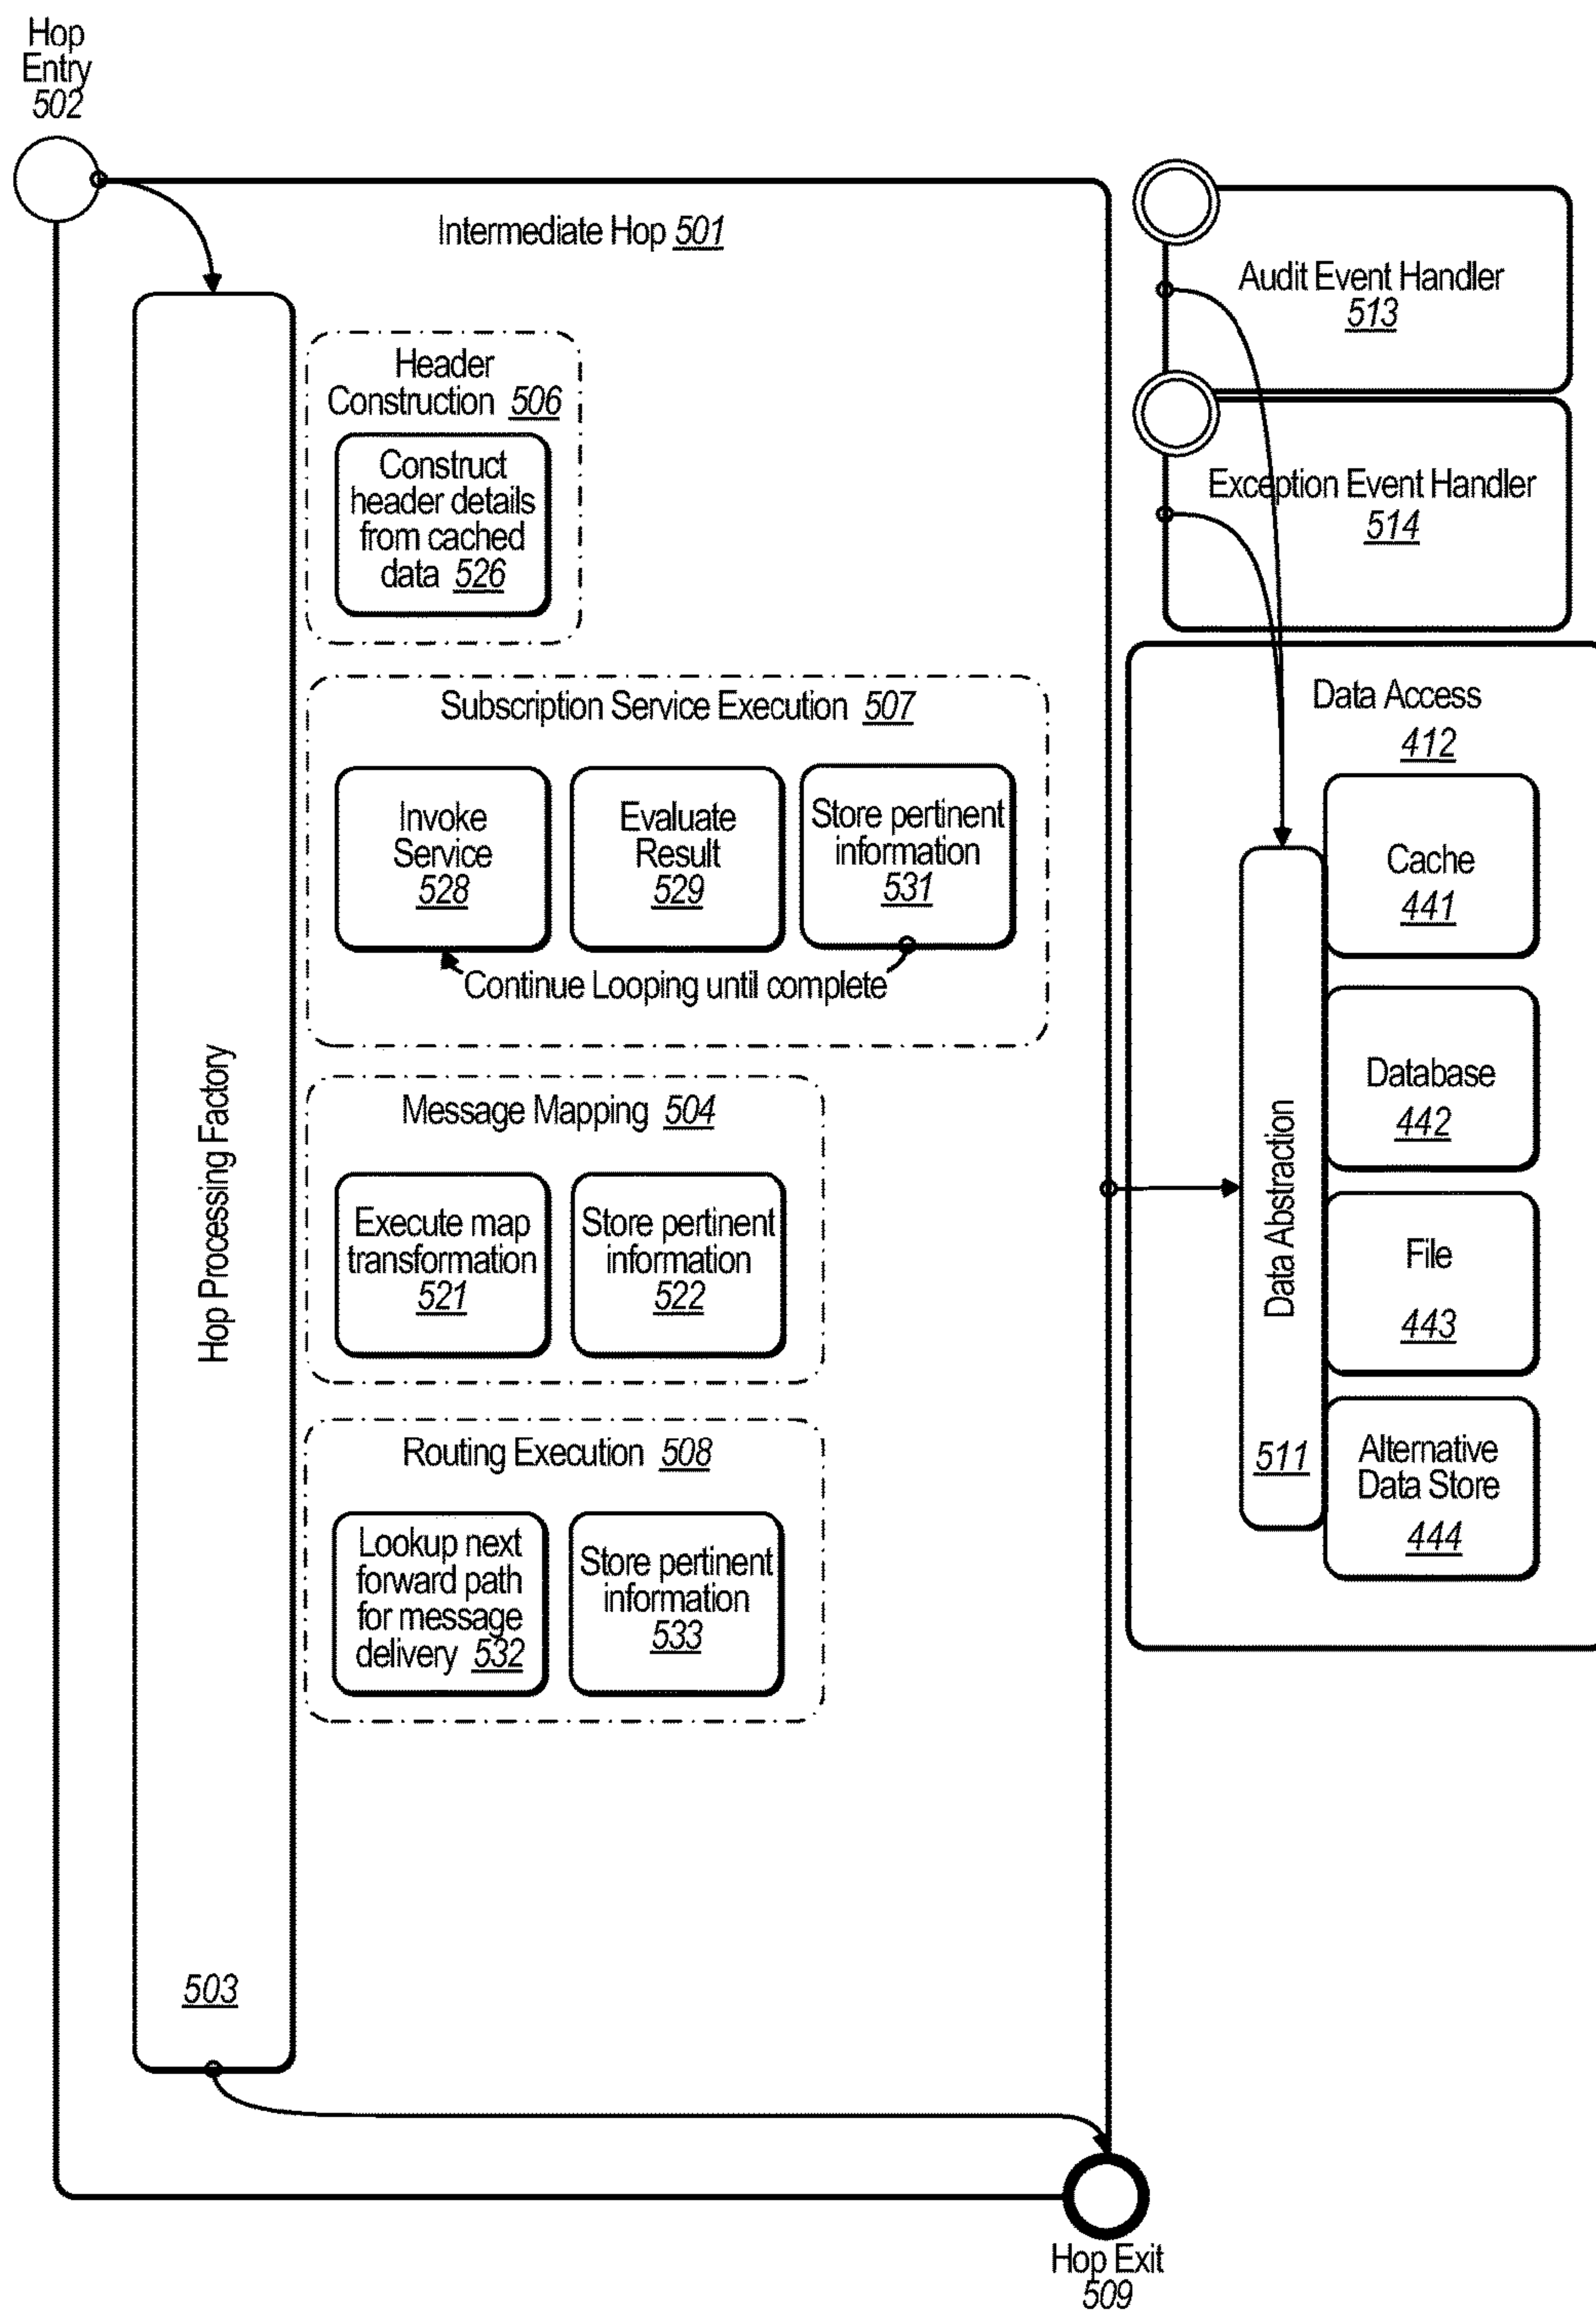 Hop
Entry
502
Intermediate Hop 501
Hop Processing Factory
503
Header
Construction 506
Construct
header details
from cached
data 526
Subscription Service Execution 507
Invoke
Service
528
Evaluate
Result
529
Store pertinent
information
531
Continue Looping until complete
Message Mapping 504
Execute map
transformation
521
Store pertinent
information
522
Routing Execution 508
Lookup next
forward path
for message
delivery 532
Store pertinent
information
533
Hop Exit
509
Audit Event Handler
513
Exception Event Handler
514
Data Access
412
Data Abstraction
511
Cache
441
Database
442
File
443
Alternative
Data Store
444